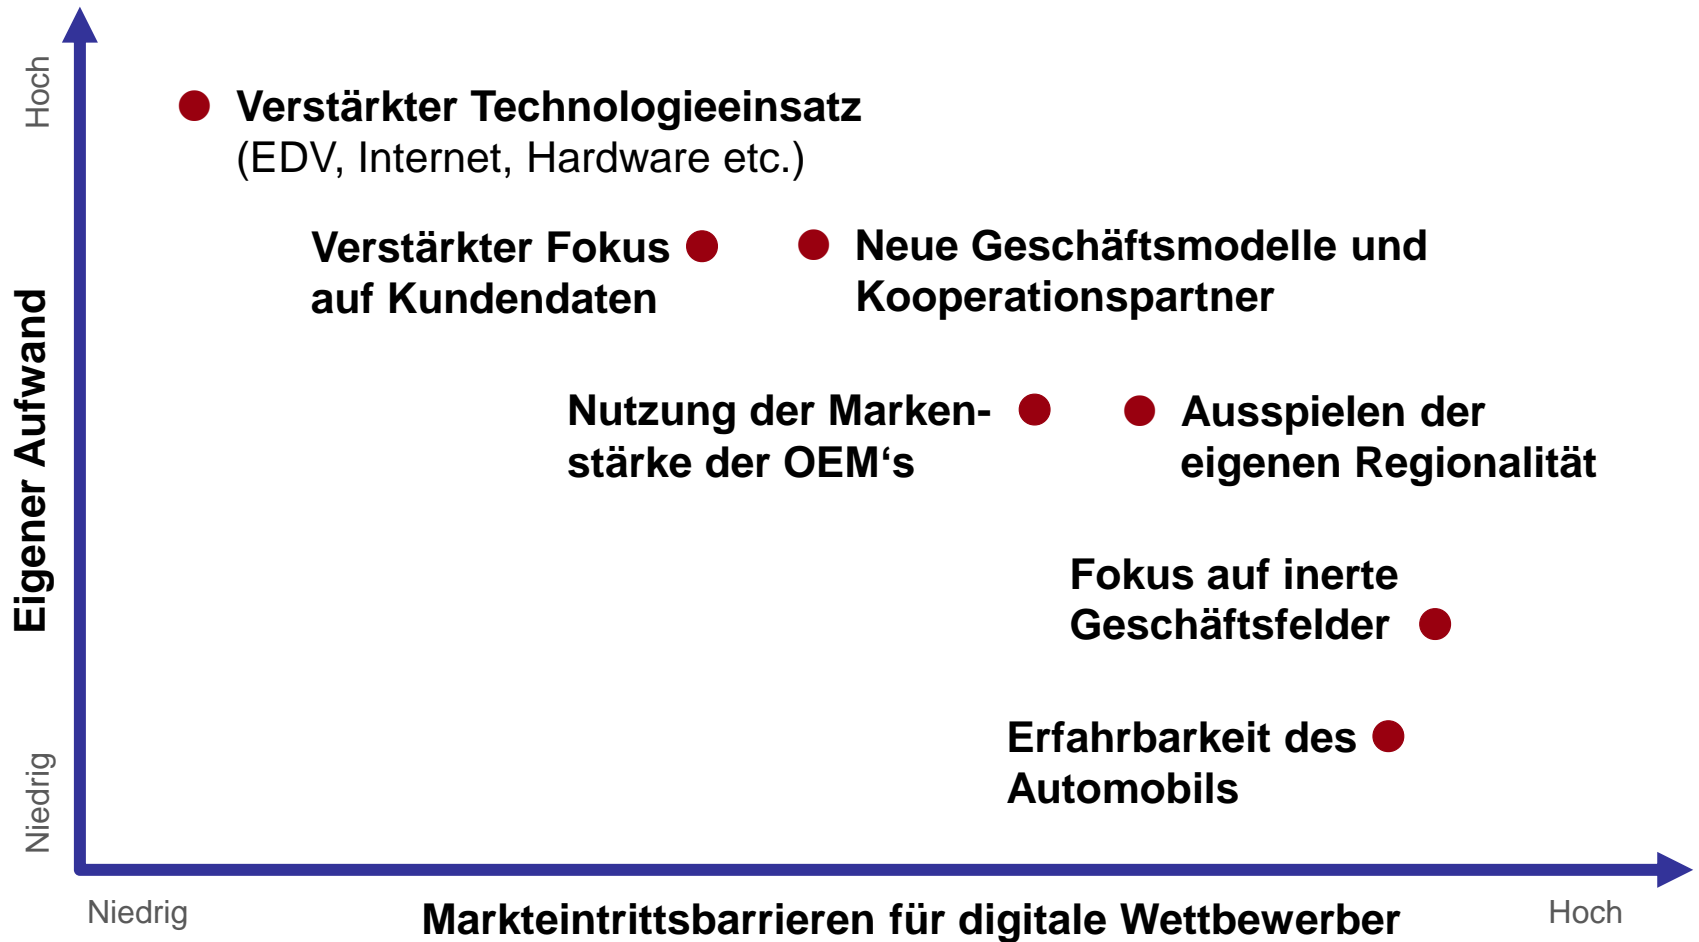 Hoch
Verstärkter Technologieeinsatz
(EDV, Internet, Hardware etc.)
Verstärkter Fokus
auf Kundendaten
Neue Geschäftsmodelle und
Kooperationspartner
Eigener Aufwand
Nutzung der Marken-
stärke der OEM‘s
Ausspielen der
eigenen Regionalität
Fokus auf inerte
Geschäftsfelder
Erfahrbarkeit des
Automobils
Niedrig
Niedrig
Markteintrittsbarrieren für digitale Wettbewerber
Hoch